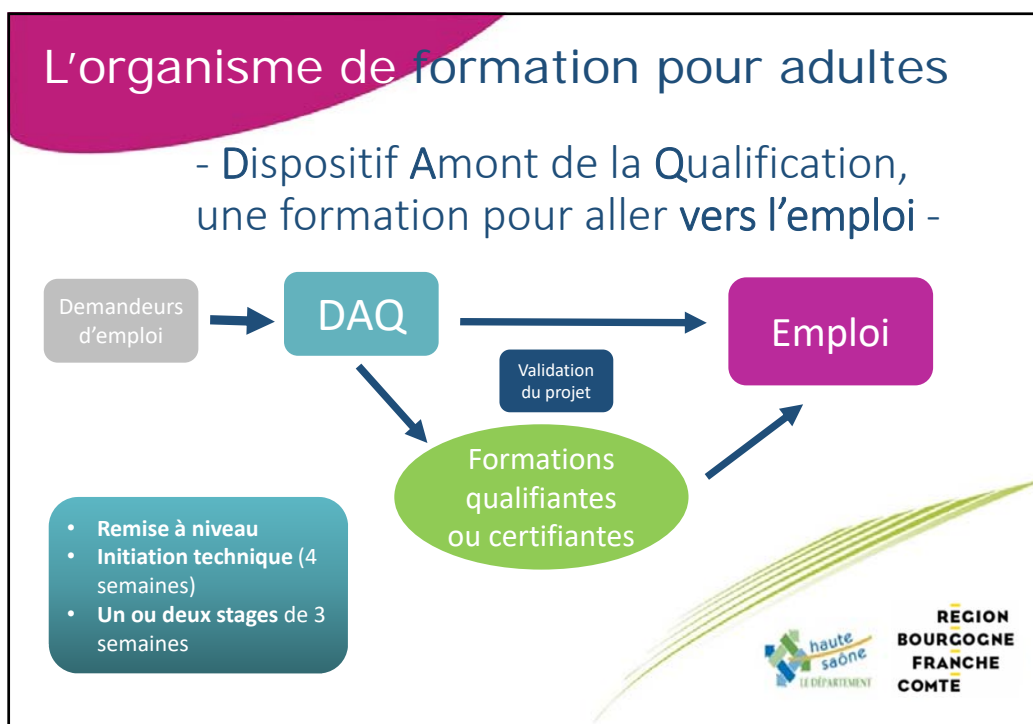 L'organisme de formation pour adultes
- Dispositif Amont de la Qualification,
une formation pour aller vers l'emploi -
Demandeurs
d'emploi
DAQ
Emploi
Validation
du projet
Formations
qualifiantes
ou certifiantes
• Remise à niveau
• Initiation technique (4
semaines)
• Un ou deux stages de 3
semaines
haute
saône
LE DÉPARTEMENT
REGION
BOURGOGNE
FRANCHE
COMTE